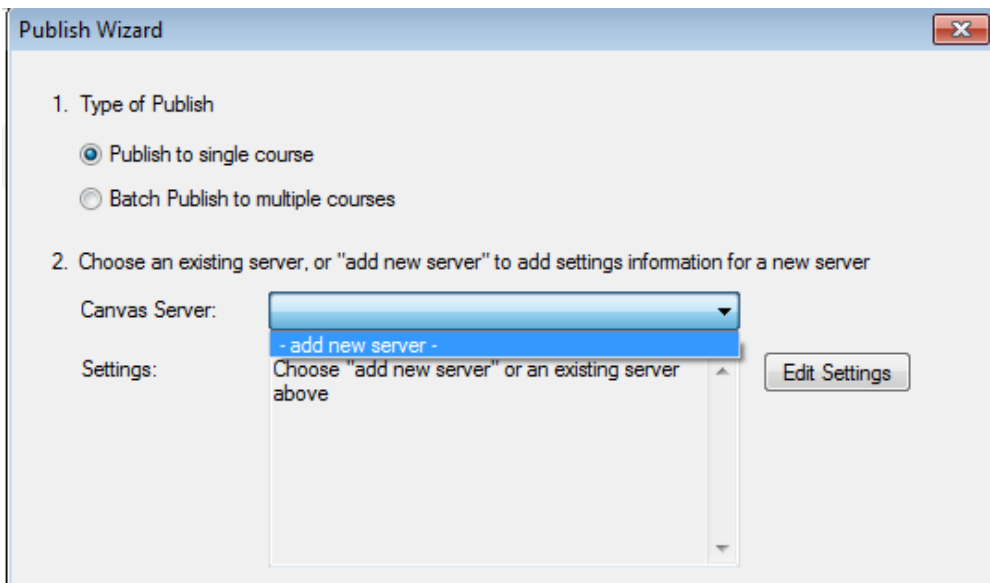 Publish Wizard
1. Type of Publish
Publish to single course
Batch Publish to multiple courses
2. Choose an existing server, or "add new server" to add settings information for a new server
Canvas Server:
- add new server -
Settings:
Choose "add new server" or an existing server
above
Edit Settings